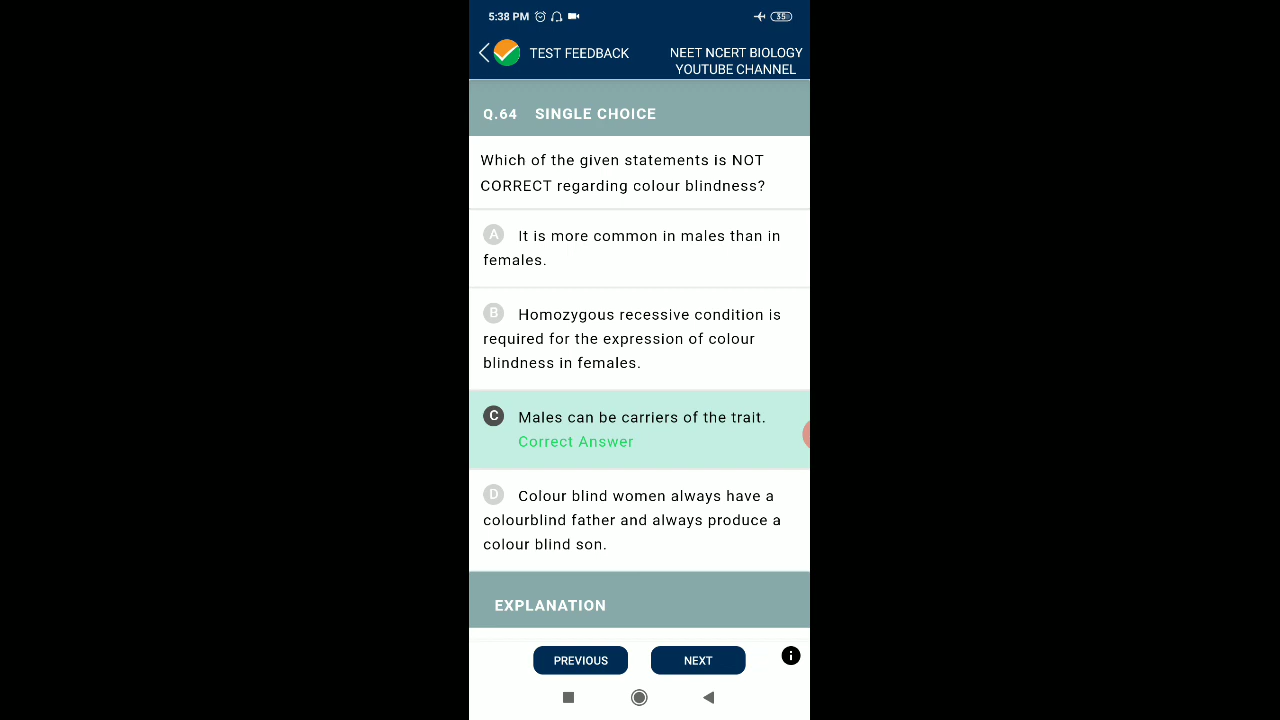 5:38 PM
35
TEST FEEDBACK
NEET NCERT BIOLOGY
YOUTUBE CHANNEL
Q.64 SINGLE CHOICE
Which of the given statements is NOT
CORRECT regarding colour blindness?
A It is more common in males than in
females.
B Homozygous recessive condition is
required for the expression of colour
blindness in females.
C Males can be carriers of the trait.
Correct Answer
D Colour blind women always have a
colourblind father and always produce a
colour blind son.
EXPLANATION
PREVIOUS
NEXT
i